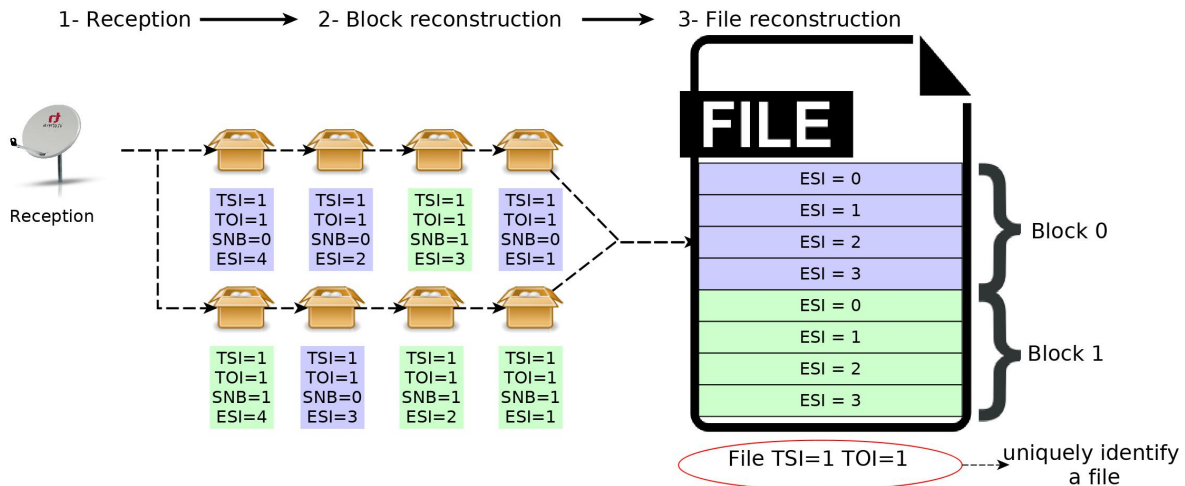 1- Reception
2- Block reconstruction
3- File reconstruction
Reception
TSI=1
TOI=1
SNB=0
ESI=4
TSI=1
TOI=1
SNB=0
ESI=2
TSI=1
TOI=1
SNB=1
ESI=3
TSI=1
TOI=1
SNB=0
ESI=1
TSI=1
TOI=1
SNB=1
ESI=4
TSI=1
TOI=1
SNB=0
ESI=3
TSI=1
TOI=1
SNB=1
ESI=2
TSI=1
TOI=1
SNB=1
ESI=1
FILE
ESI = 0
ESI = 1
ESI = 2
ESI = 3
ESI = 0
ESI = 1
ESI = 2
ESI = 3
Block 0
Block 1
File TSI=1 TOI=1
uniquely identify
a file